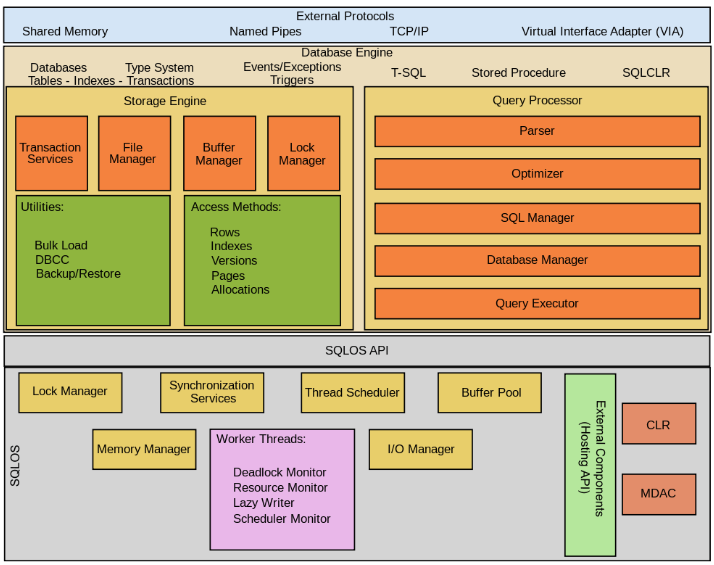 External Protocols
Shared Memory
Named Pipes
TCP/IP
Virtual Interface Adapter (VIA)
Database Engine
Databases
Type System
Tables - Indexes - Transactions
Events/Exceptions
Triggers
T-SQL
Stored Procedure
SQLCLR
Storage Engine
Transaction
Services
File
Manager
Buffer
Manager
Lock
Manager
Utilities:
Bulk Load
DBCC
Backup/Restore
Access Methods:
Rows
Indexes
Versions
Pages
Allocations
Query Processor
Parser
Optimizer
SQL Manager
Database Manager
Query Executor
SQLOS API
SQLOS
Lock Manager
Synchronization
Services
Thread Scheduler
Buffer Pool
Memory Manager
Worker Threads:
Deadlock Monitor
Resource Monitor
Lazy Writer
Scheduler Monitor
I/O Manager
External Components
(Hosting API)
CLR
MDAC